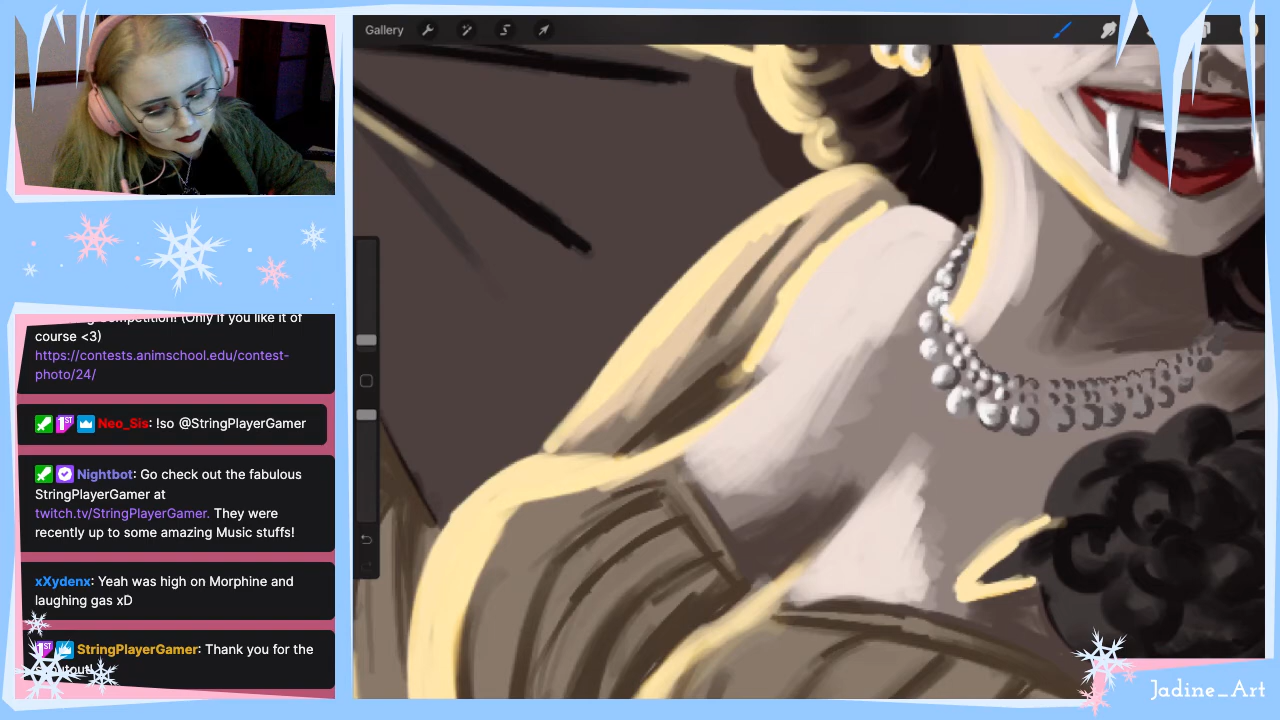 Gallery
course <3)
https://contests.animschool.edu/contest-
photo/24/
Neo_Sis: !so @StringPlayerGamer
Nightbot: Go check out the fabulous
StringPlayerGamer at
twitch.tv/StringPlayerGamer. They were
recently up to some amazing Music stuffs!
xXydenx: Yeah was high on Morphine and
laughing gas xD
StringPlayerGamer: Thank you for the
Jadine_Art